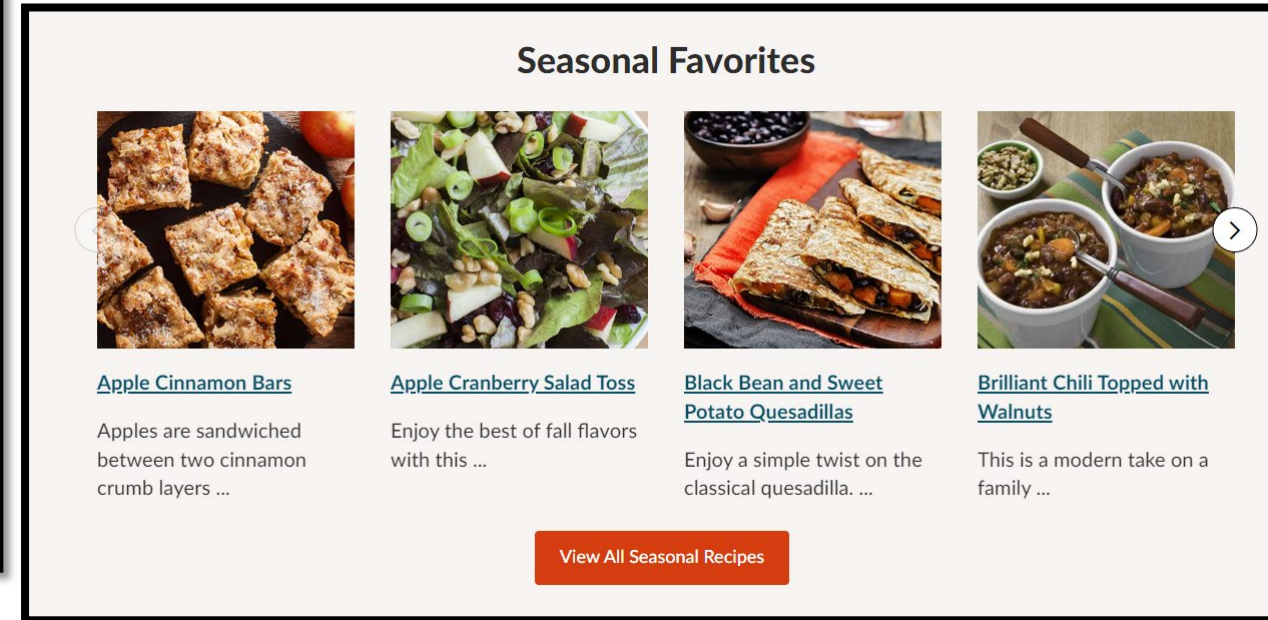 Seasonal Favorites
Apple Cinnamon Bars
Apples are sandwiched
between two cinnamon
crumb layers ...
Apple Cranberry Salad Toss
Enjoy the best of fall flavors
with this ...
Black Bean and Sweet
Potato Quesadillas
Enjoy a simple twist on the
classical quesadilla. ...
Brilliant Chili Topped with
Walnuts
This is a modern take on a
family ...
View All Seasonal Recipes